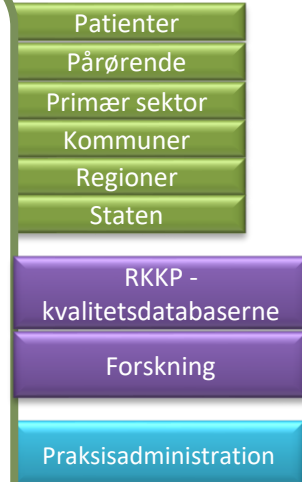 Patienter
Pårørende
Primær sektor
Kommuner
Regioner
Staten
RKKP -
kvalitetsdatabaserne
Forskning
Praksisadministration